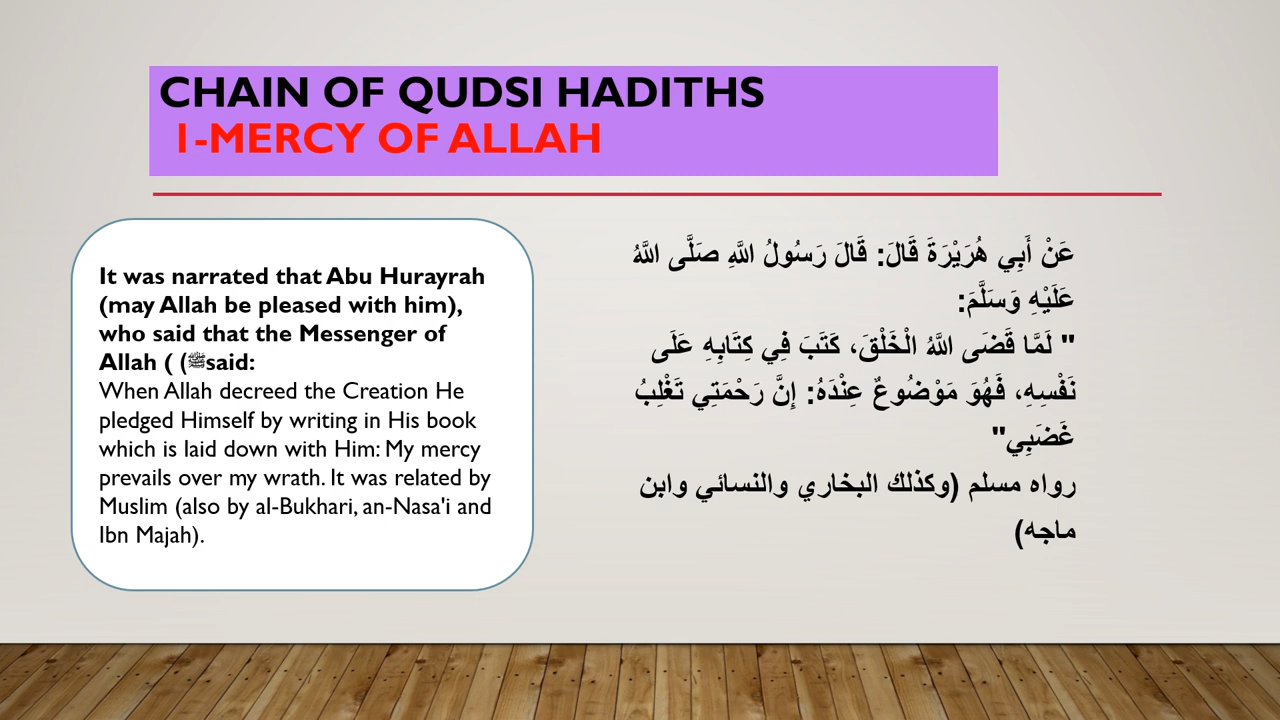 CHAIN OF QUDSI HADITHS
1-MERCY OF ALLAH
It was narrated that Abu Hurayrah
(may Allah be pleased with him),
who said that the Messenger of
Allah ( (ﷺsaid:
When Allah decreed the Creation He
pledged Himself by writing in His book
which is laid down with Him: My mercy
prevails over my wrath. It was related by
Muslim (also by al-Bukhari, an-Nasa'i and
Ibn Majah).
عَنْ أَبِي هُرَيْرَةَ قَالَ: قَالَ رَسُولُ اللَّهِ صَلَّى اللَّهُ
عَلَيْهِ وَسَلَّمَ:
" لَمَّا قَضَى اللَّهُ الْخَلْقَ، كَتَبَ فِي كِتَابِهِ عَلَى
نَفْسِهِ، فَهُوَ مَوْضُوعٌ عِنْدَهُ: إِنَّ رَحْمَتِي تَغْلِبُ
غَضَبِي"
رواه مسلم (وكذلك البخاري والنسائي وابن
ماجه)